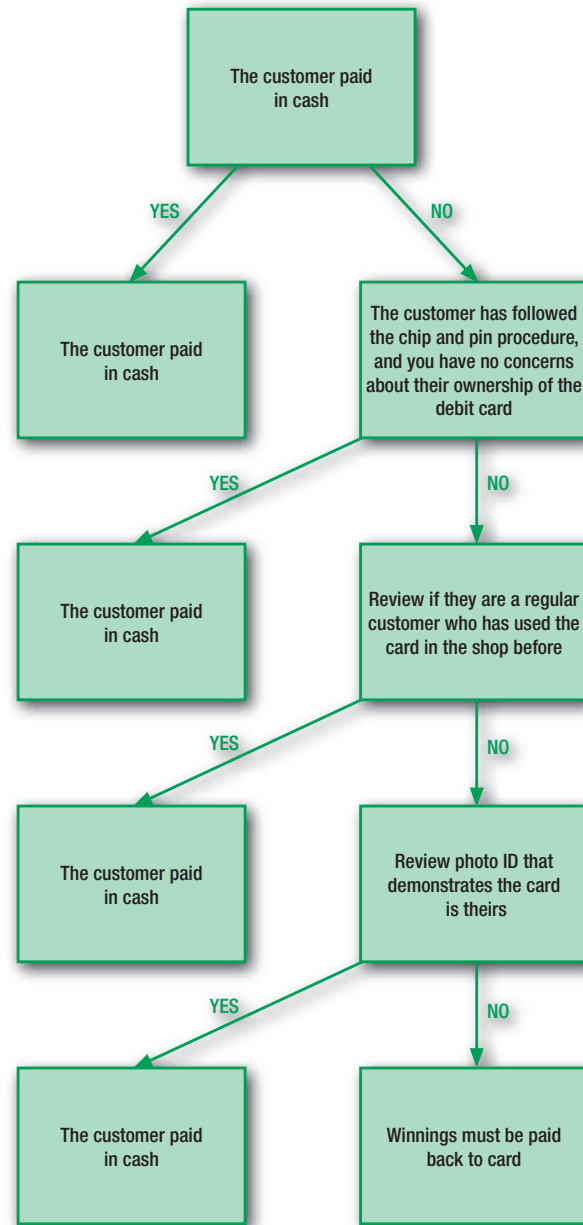 The customer paid
in cash
YES
NO
The customer paid
in cash
The customer has followed
the chip and pin procedure,
and you have no concerns
about their ownership of the
debit card
YES
NO
The customer paid
in cash
Review if they are a regular
customer who has used the
card in the shop before
YES
NO
The customer paid
in cash
Review photo ID that
demonstrates the card
is theirs
YES
NO
The customer paid
in cash
Winnings must be paid
back to card